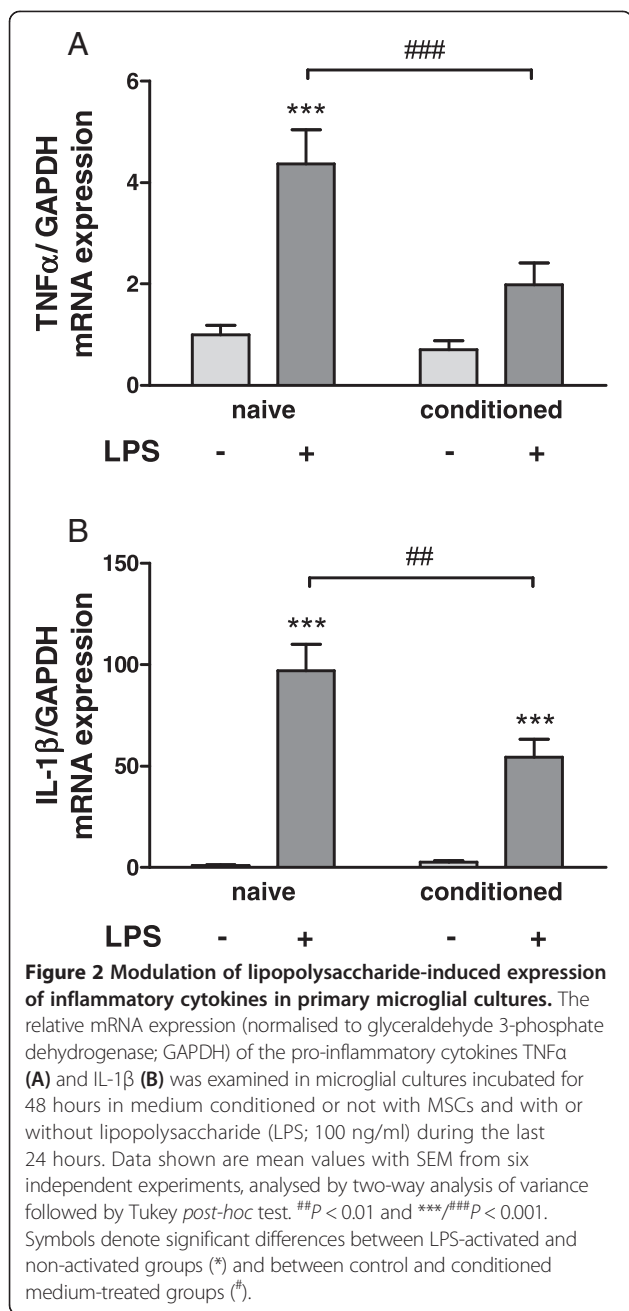 A
###
6
***
4
2
0
TNFα/ GAPDH
mRNA expression
naive
conditioned
LPS - + - +
B
150
##
***
100
***
50
0
IL-1β/GAPDH
mRNA expression
naive
conditioned
LPS - + - +
Figure 2 Modulation of lipopolysaccharide-induced expression
of inflammatory cytokines in primary microglial cultures. The
relative mRNA expression (normalised to glyceraldehyde 3-phosphate
dehydrogenase; GAPDH) of the pro-inflammatory cytokines TNFα
(A) and IL-1β (B) was examined in microglial cultures incubated for
48 hours in medium conditioned or not with MSCs and with or
without lipopolysaccharide (LPS; 100 ng/ml) during the last
24 hours. Data shown are mean values with SEM from six
independent experiments, analysed by two-way analysis of variance
followed by Tukey post-hoc test. ##P < 0.01 and ***/###P < 0.001.
Symbols denote significant differences between LPS-activated and
non-activated groups (*) and between control and conditioned
medium-treated groups (#).